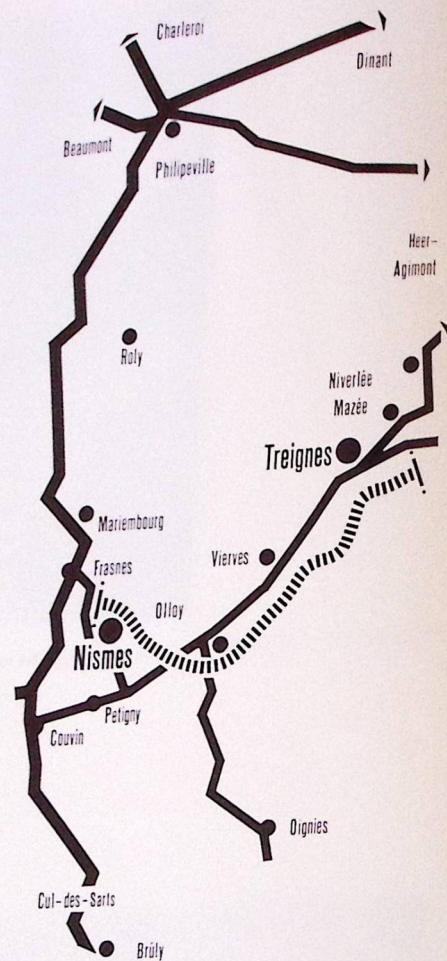 Charleroi
Dinant
Beaumont
Philipeville
Heer-
Agimont
Roly
Niverlée
Mazée
Treignes
Mariembourg
Vierves
Frasnes
Olloy
Nismes
Petigny
Couvin
Oignies
Cul-des-Sarts
Brûly